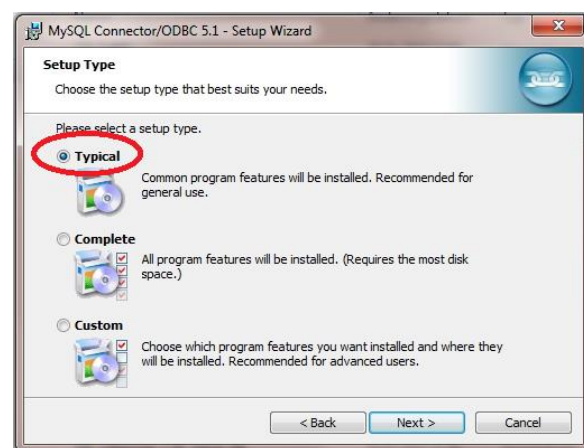 MySQL Connector/ODBC 5.1 - Setup Wizard
Setup Type
Choose the setup type that best suits your needs.
Please select a setup type.
Typical
Common program features will be installed. Recommended for
general use.
Complete
All program features will be installed. (Requires the most disk
space.)
Custom
Choose which program features you want installed and where they
will be installed. Recommended for advanced users.
< Back
Next >
Cancel